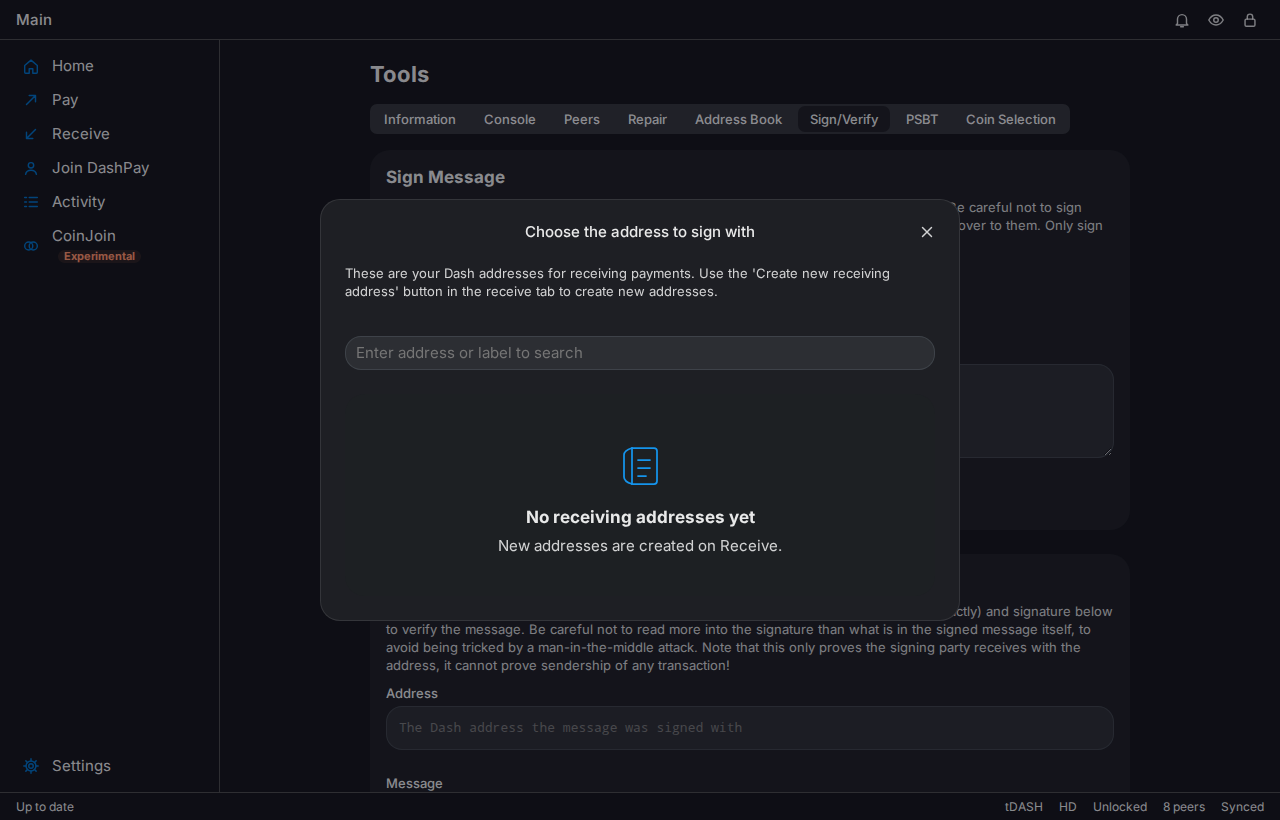 Main
Home
Pay
Receive
Join DashPay
Activity
CoinJoin
Experimental
Settings
Tools
Information Console Peers Repair Address Book Sign/Verify PSBT Coin Selection
Sign Message
careful not to sign
over to them. Only sign
Choose the address to sign with
These are your Dash addresses for receiving payments. Use the 'Create new receiving
address' button in the receive tab to create new addresses.
Enter address or label to search
No receiving addresses yet
New addresses are created on Receive.
and signature below
to verify the message. Be careful not to read more into the signature than what is in the signed message itself, to
avoid being tricked by a man-in-the-middle attack. Note that this only proves the signing party receives with the
address, it cannot prove sendership of any transaction!
Address
The Dash address the message was signed with
Message
Up to date
tDASH HD Unlocked 8 peers Synced